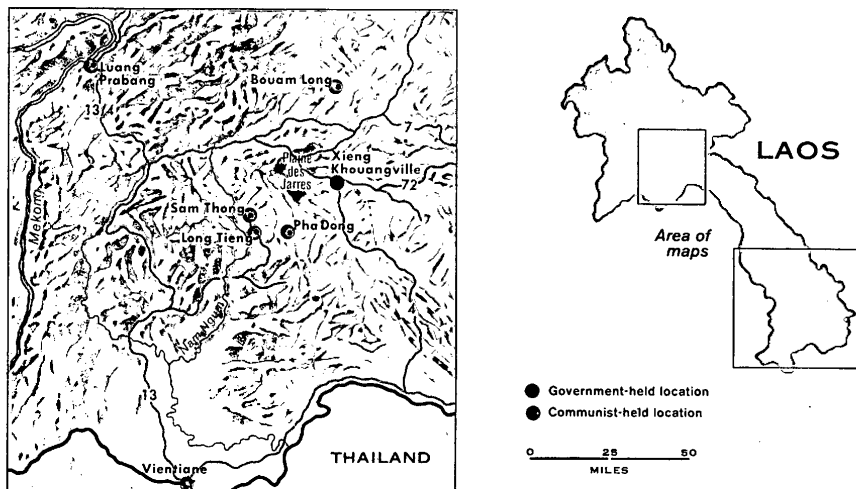 Luang
Prabang
Bouam Long
13
Mekong
Plaine
des
Jarres
Xieng
Khouangville
72
7
Sam Thong
Long Tieng
Pha Dong
Nam Ngum
13
Vientiane
THAILAND
LAOS
Area of
maps
Government-held location
Communist-held location
0 25 50
MILES